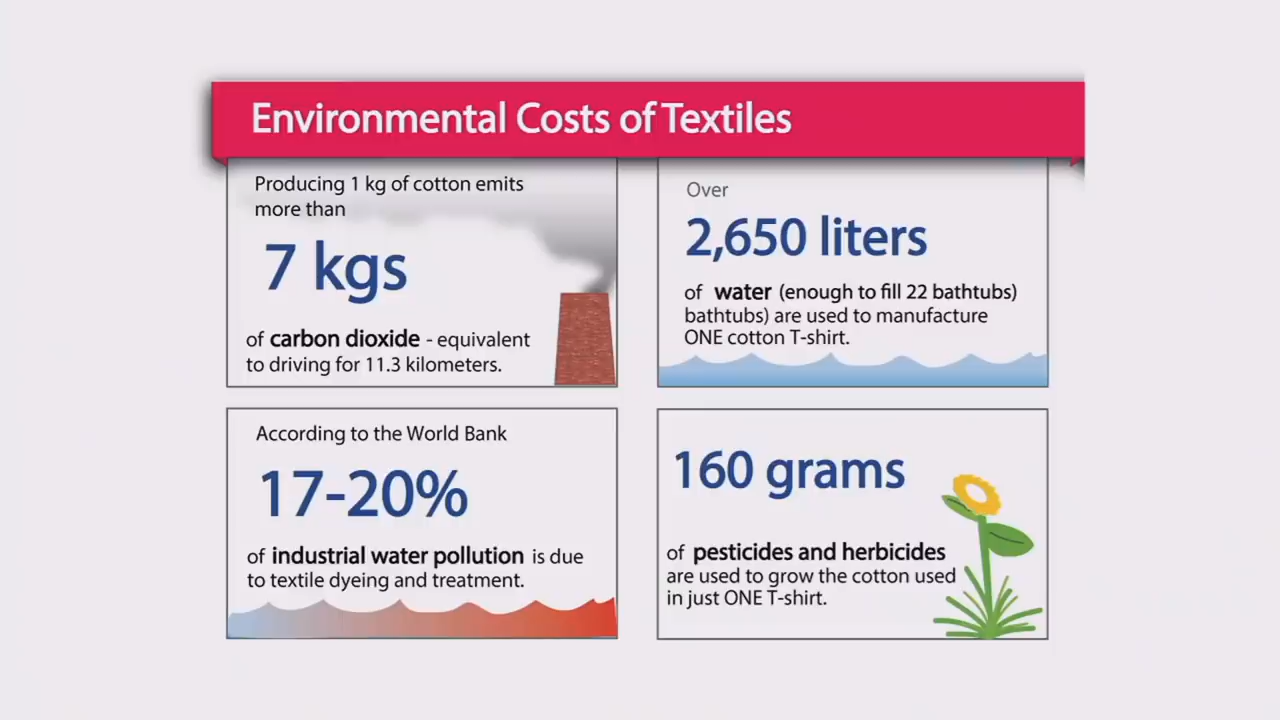 Environmental Costs of Textiles
Producing 1 kg of cotton emits
more than
7 kgs
of carbon dioxide - equivalent
to driving for 11.3 kilometers.
Over
2,650 liters
of water (enough to fill 22 bathtubs)
bathtubs) are used to manufacture
ONE cotton T-shirt.
According to the World Bank
17-20%
of industrial water pollution is due
to textile dyeing and treatment.
160 grams
of pesticides and herbicides
are used to grow the cotton used
in just ONE T-shirt.